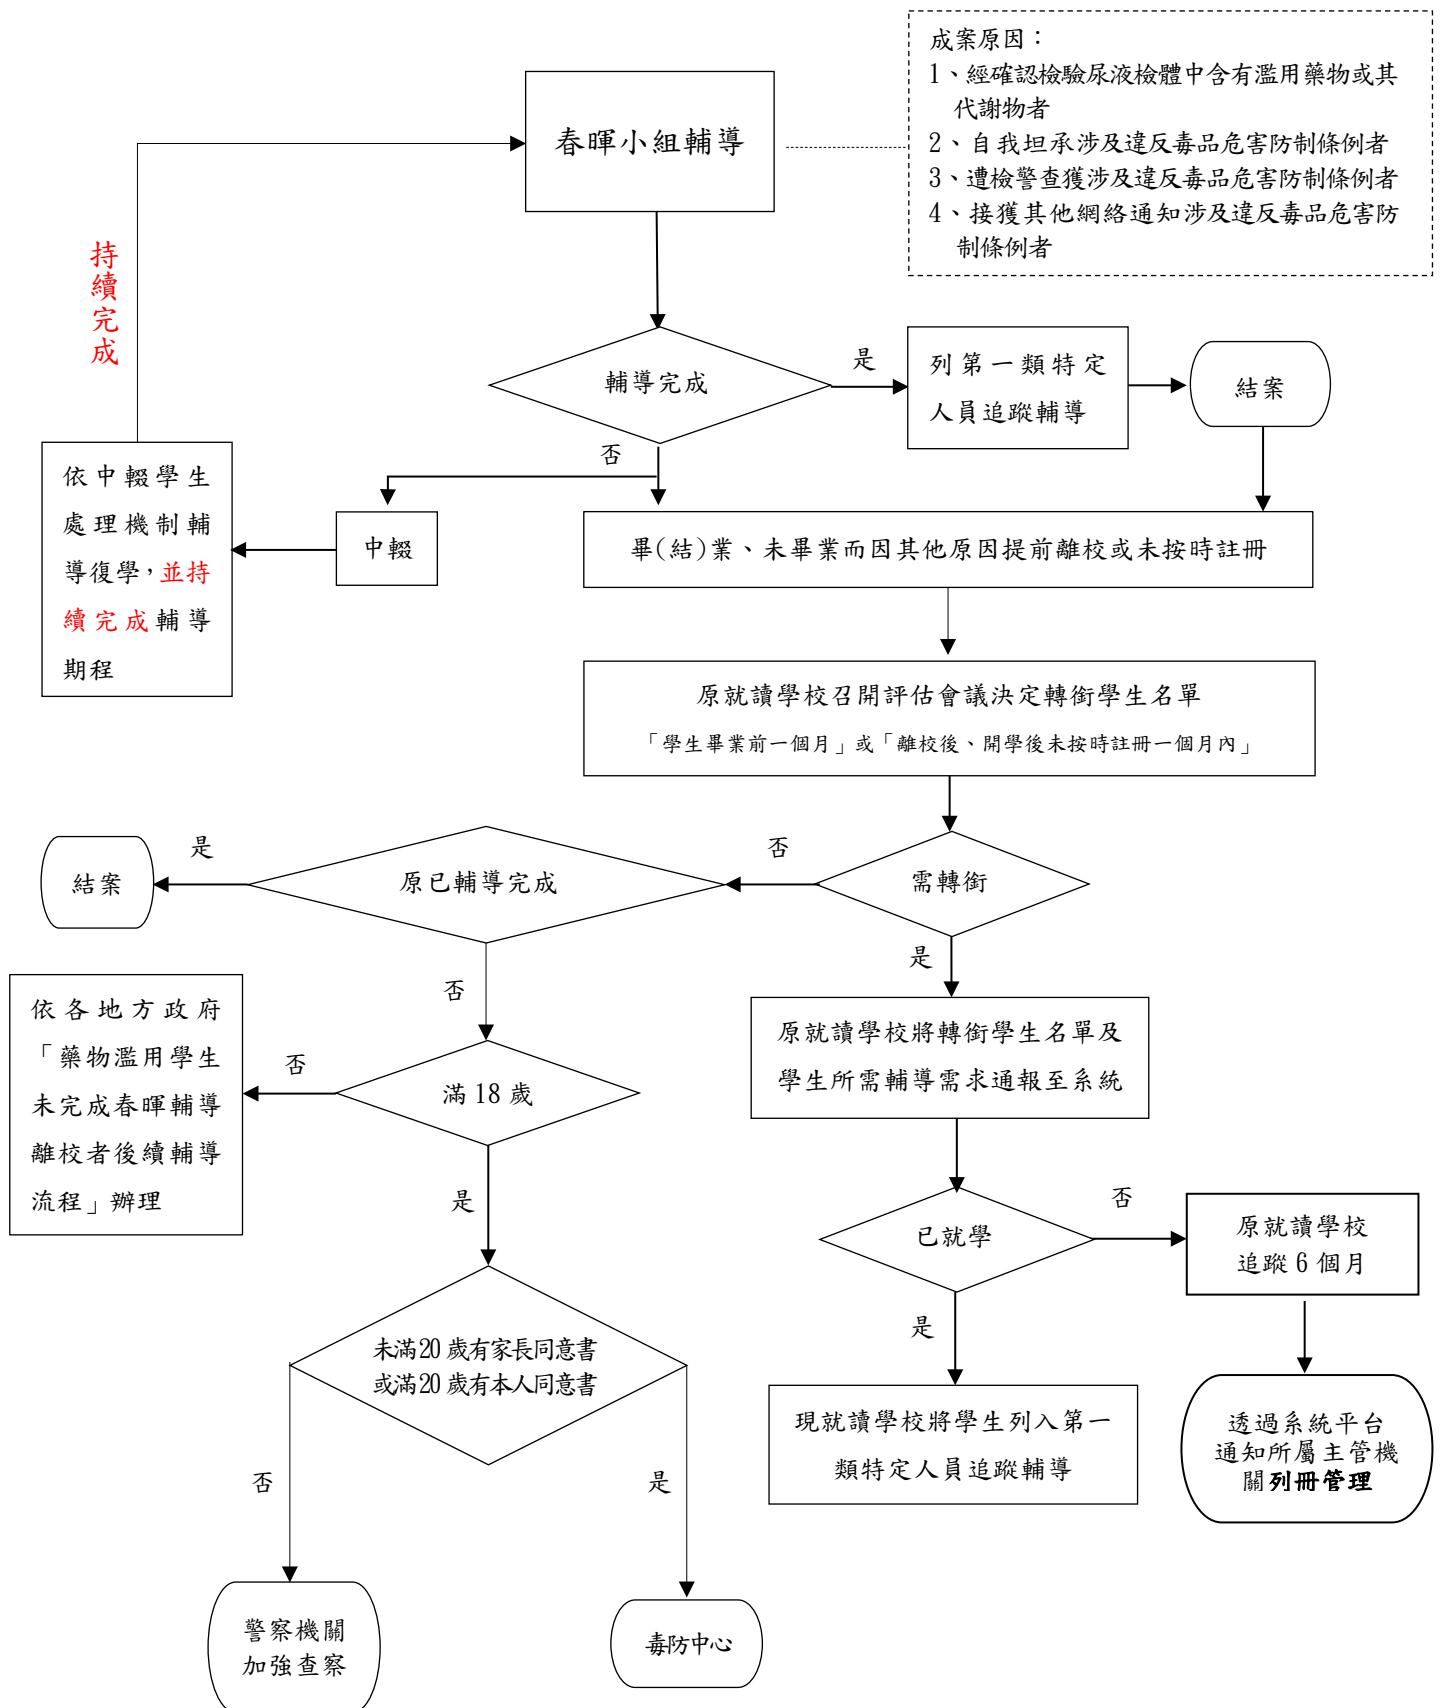 成案原因：
1、經確認檢驗尿液檢體中含有濫用藥物或其
代謝物者
2、自我坦承涉及違反毒品危害防制條例者
3、遭檢警查獲涉及違反毒品危害防制條例者
4、接獲其他網絡通知涉及違反毒品危害防
制條例者
春暉小組輔導
持續完成
輔導完成
是
列第一類特定
人員追蹤輔導
結案
否
依中輟學生
處理機制輔
導復學，並持
續完成輔導
期程
中輟
畢(結)業、未畢業而因其他原因提前離校或未按時註冊
原就讀學校召開評估會議決定轉銜學生名單
「學生畢業前一個月」或「離校後、開學後未按時註冊一個月內」
結案
是
原已輔導完成
否
需轉銜
是
否
依各地方政府
「藥物濫用學生
未完成春暉輔導
離校者後續輔導
流程」辦理
否
滿18歲
原就讀學校將轉銜學生名單及
學生所需輔導需求通報至系統
是
已就學
否
原就讀學校
追蹤6個月
是
未滿20歲有家長同意書
或滿20歲有本人同意書
現就讀學校將學生列入第一
類特定人員追蹤輔導
透過系統平台
通知所屬主管機
關列冊管理
否
是
警察機關
加強查察
毒防中心